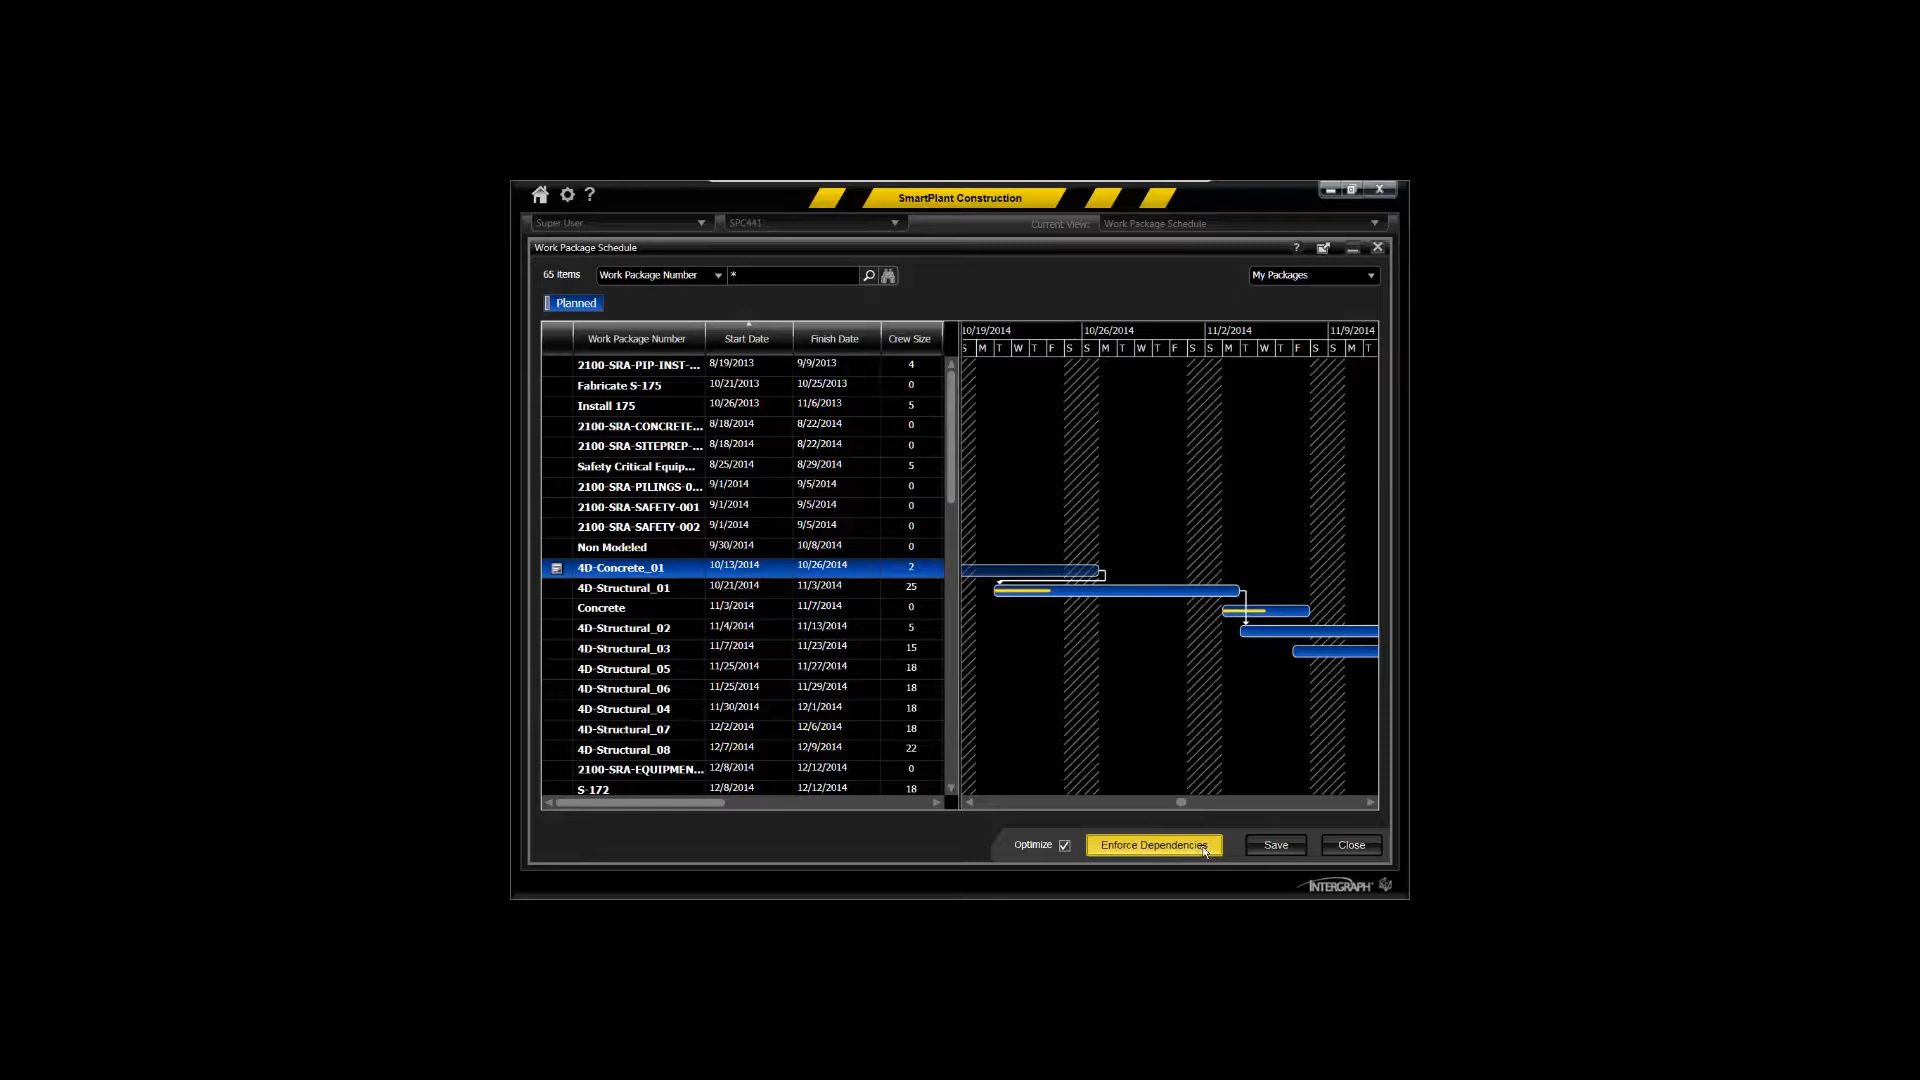 SmartPlant Construction
Super User
SPC441
Current View: Work Package Schedule
Work Package Schedule
?
65 items Work Package Number *
My Packages
Planned
Work Package Number Start Date Finish Date Crew Size
10/19/2014 10/26/2014 11/2/2014 11/9/2014
S M T W T F S S M T W T F S S M T W T F S S M T
2100-SRA-PIP-INST-... 8/19/2013 9/9/2013 4
Fabricate S-175 10/21/2013 10/25/2013 0
Install 175 10/26/2013 11/6/2013 5
2100-SRA-CONCRETE... 8/18/2014 8/22/2014 0
2100-SRA-SITEPREP-... 8/18/2014 8/22/2014 0
Safety Critical Equip... 8/25/2014 8/29/2014 5
2100-SRA-PILINGS-0... 9/1/2014 9/5/2014 0
2100-SRA-SAFETY-001 9/1/2014 9/5/2014 0
2100-SRA-SAFETY-002 9/1/2014 9/5/2014 0
Non Modeled 9/30/2014 10/8/2014 0
4D-Concrete_01 10/13/2014 10/26/2014 2
4D-Structural_01 10/21/2014 11/3/2014 25
Concrete 11/3/2014 11/7/2014 0
4D-Structural_02 11/4/2014 11/13/2014 5
4D-Structural_03 11/7/2014 11/23/2014 15
4D-Structural_05 11/25/2014 11/27/2014 18
4D-Structural_06 11/25/2014 11/29/2014 18
4D-Structural_04 11/30/2014 12/1/2014 18
4D-Structural_07 12/2/2014 12/6/2014 18
4D-Structural_08 12/7/2014 12/9/2014 22
2100-SRA-EQUIPMEN... 12/8/2014 12/12/2014 0
S-172 12/8/2014 12/12/2014 18
Optimize Enforce Dependencies Save Close
INTERGRAPH